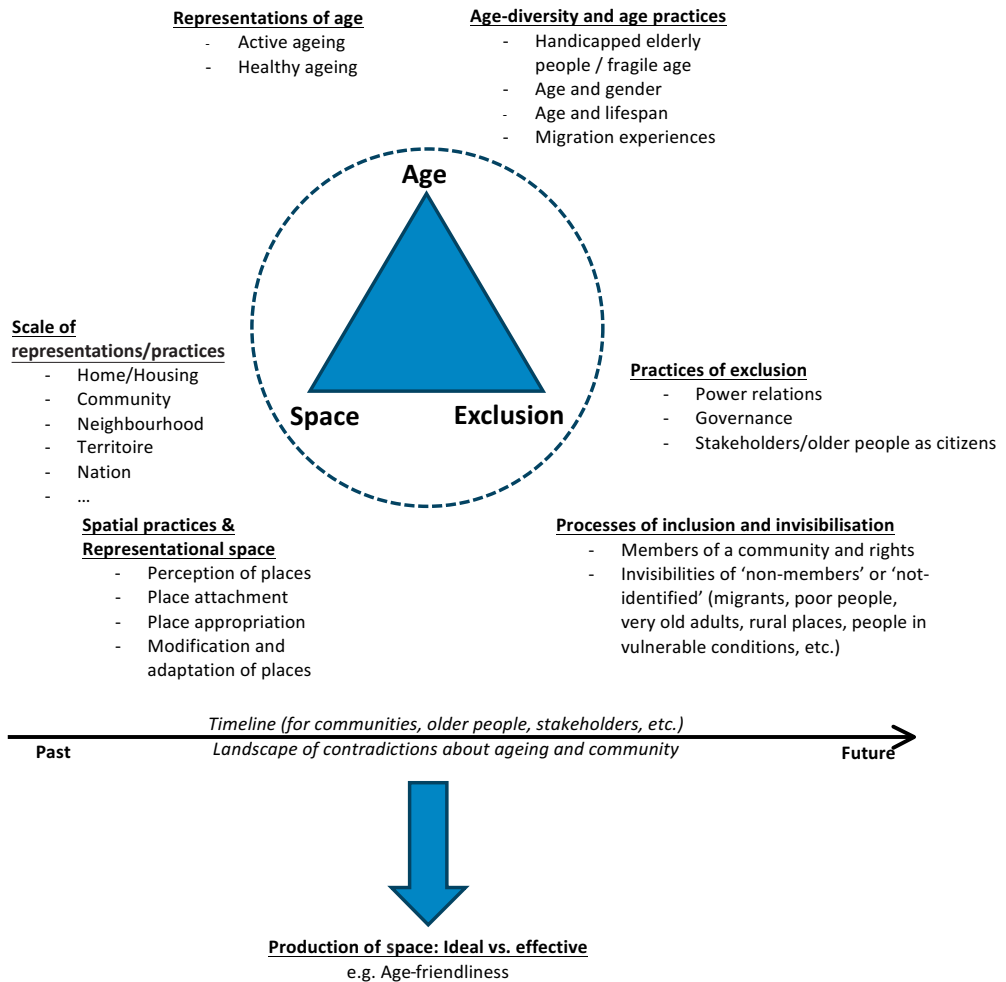 Representations of age
- Active ageing
- Healthy ageing
Age-diversity and age practices
- Handicapped elderly
people / fragile age
- Age and gender
- Age and lifespan
- Migration experiences
Age
Space
Exclusion
Scale of
representations/practices
- Home/Housing
- Community
- Neighbourhood
- Territoire
- Nation
- ...
Practices of exclusion
- Power relations
- Governance
- Stakeholders/older people as citizens
Spatial practices &
Representational space
- Perception of places
- Place attachment
- Place appropriation
- Modification and
adaptation of places
Processes of inclusion and invisibilisation
- Members of a community and rights
- Invisibilities of ‘non-members’ or ‘not-
identified’ (migrants, poor people,
very old adults, rural places, people in
vulnerable conditions, etc.)
Timeline (for communities, older people, stakeholders, etc.)
Past
Landscape of contradictions about ageing and community
Future
Production of space: Ideal vs. effective
e.g. Age-friendliness